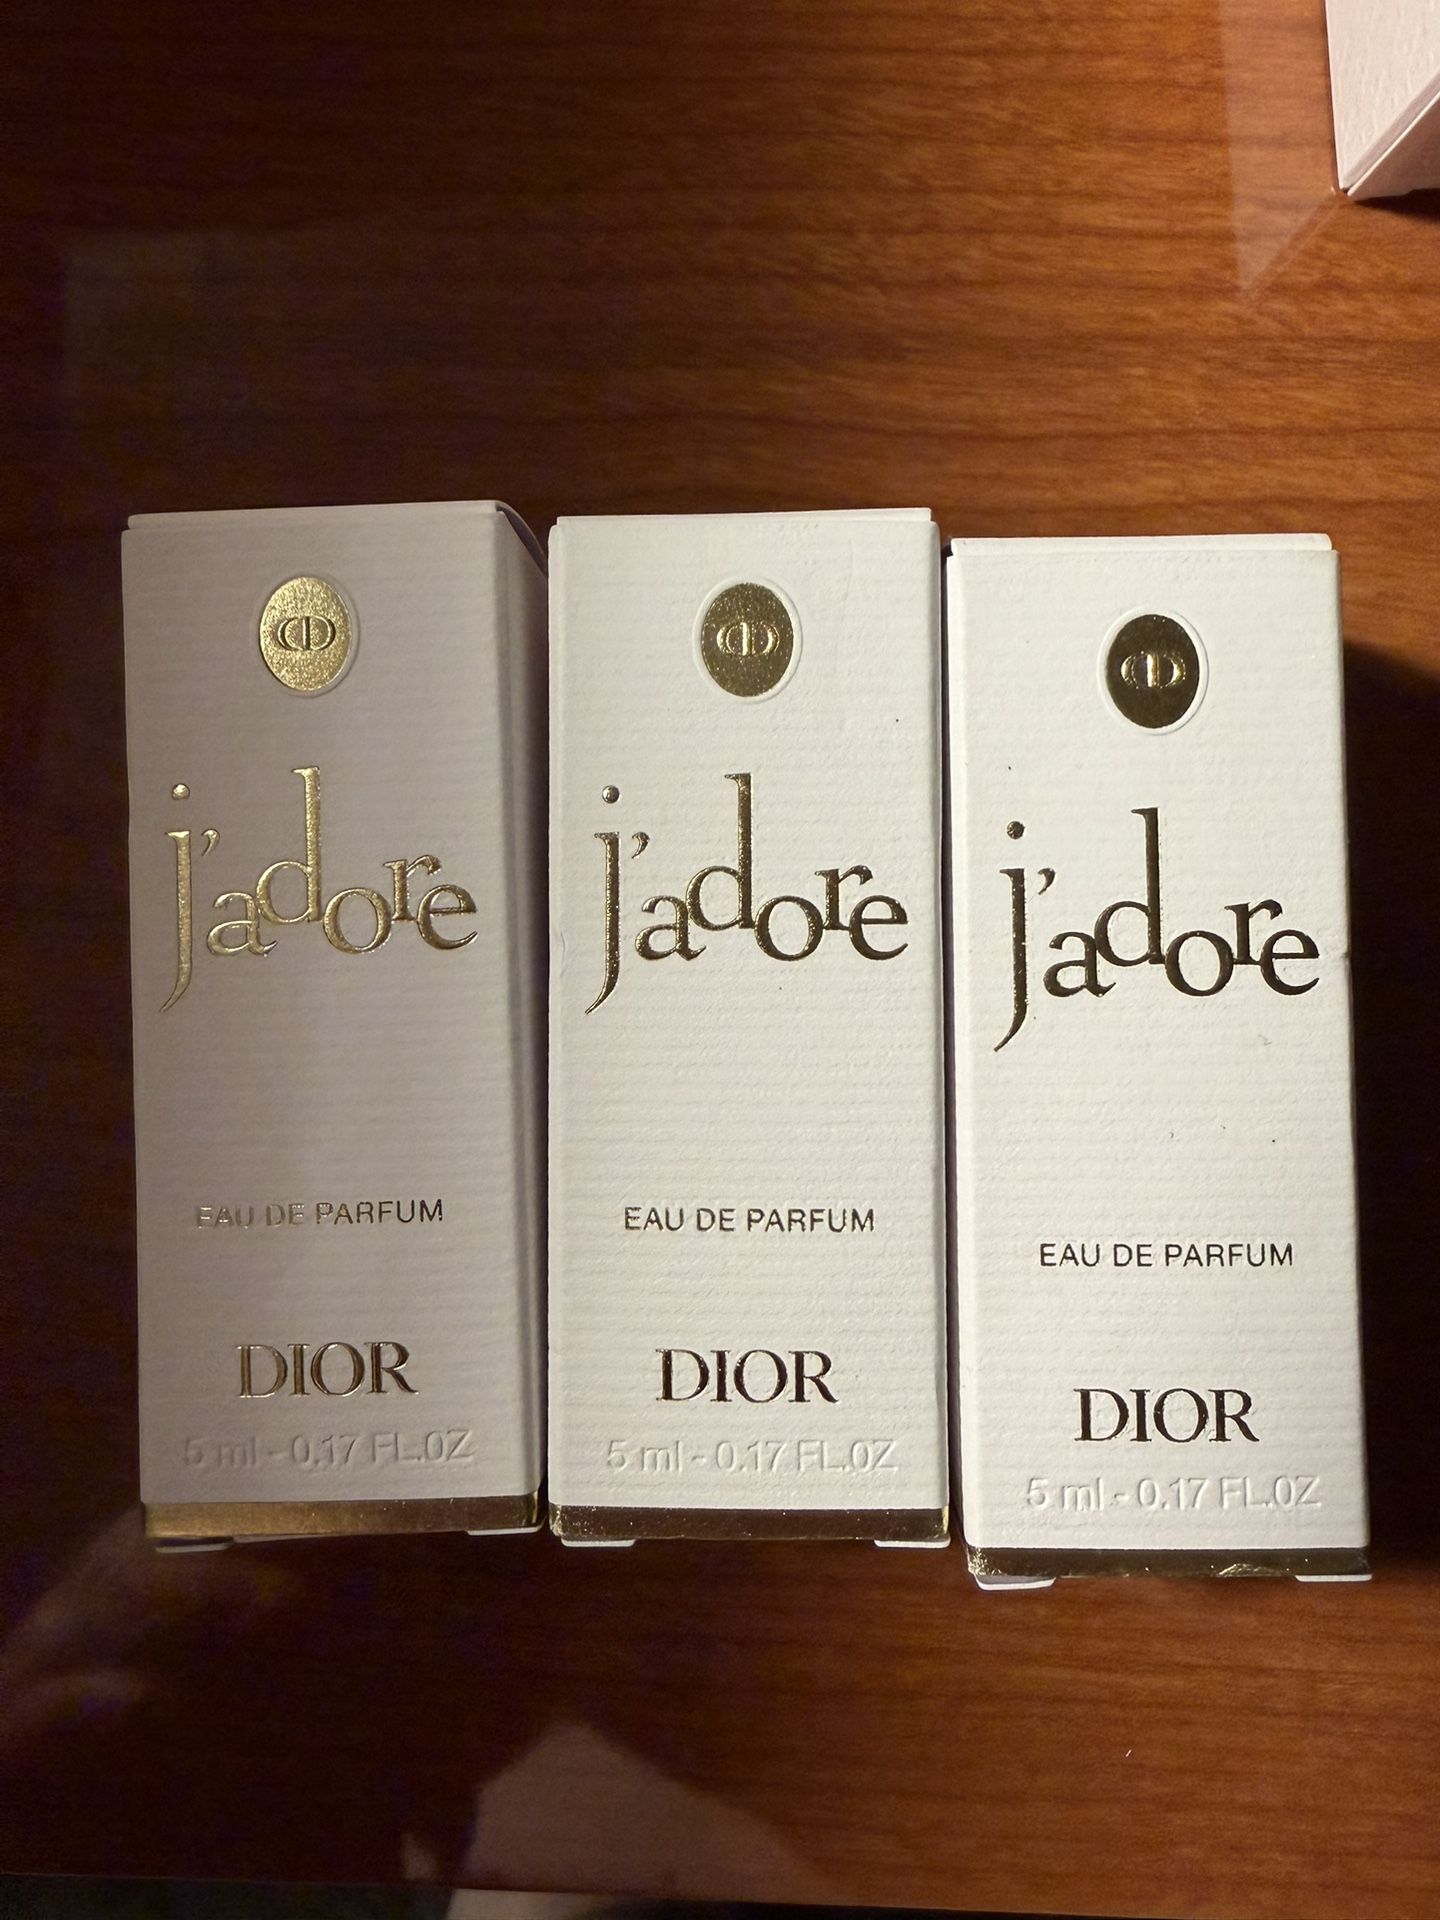 j'adore
EAU DE PARFUM
DIOR
5 ml - 0.17 FL.OZ
j'adore
EAU DE PARFUM
DIOR
5 ml - 0.17 FL.OZ
j'adore
EAU DE PARFUM
DIOR
5 ml - 0.17 FL.OZ